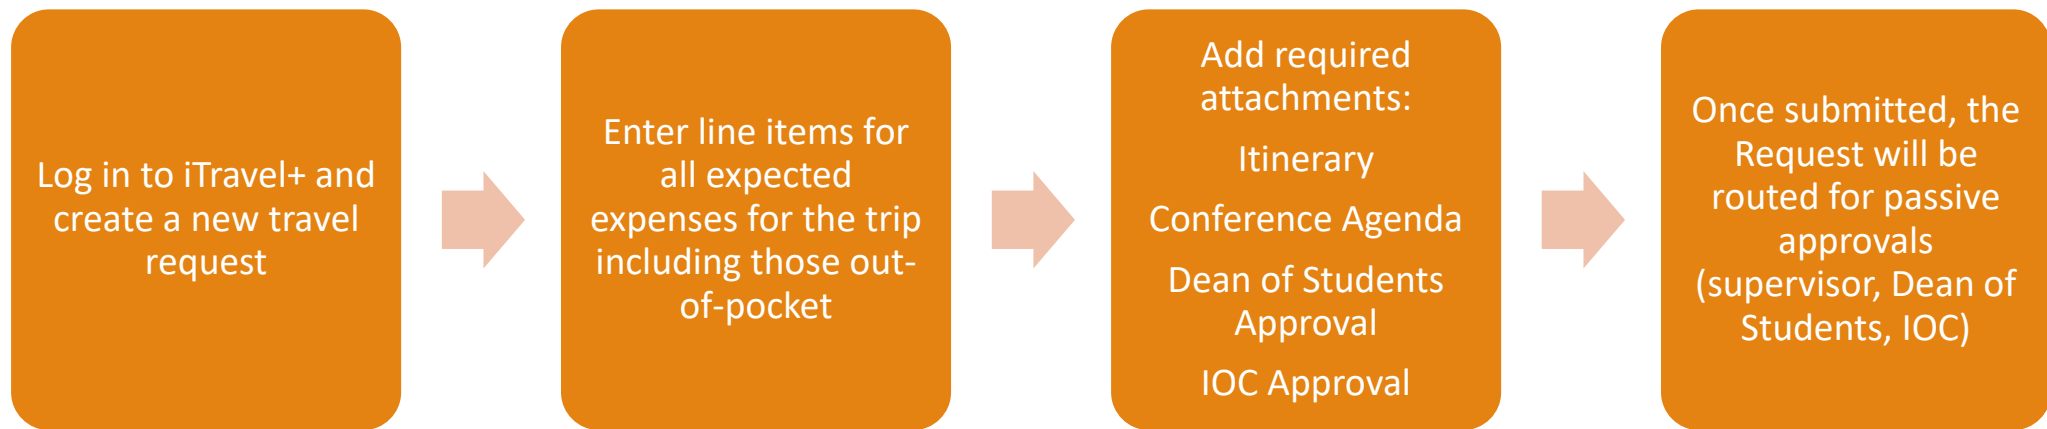 Log in to iTravel+ and
create a new travel
request
Enter line items for
all expected
expenses for the trip
including those out-
of-pocket
Add required
attachments:
Itinerary
Conference Agenda
Dean of Students
Approval
IOC Approval
Once submitted, the
Request will be
routed for passive
approvals
(supervisor, Dean of
Students, IOC)